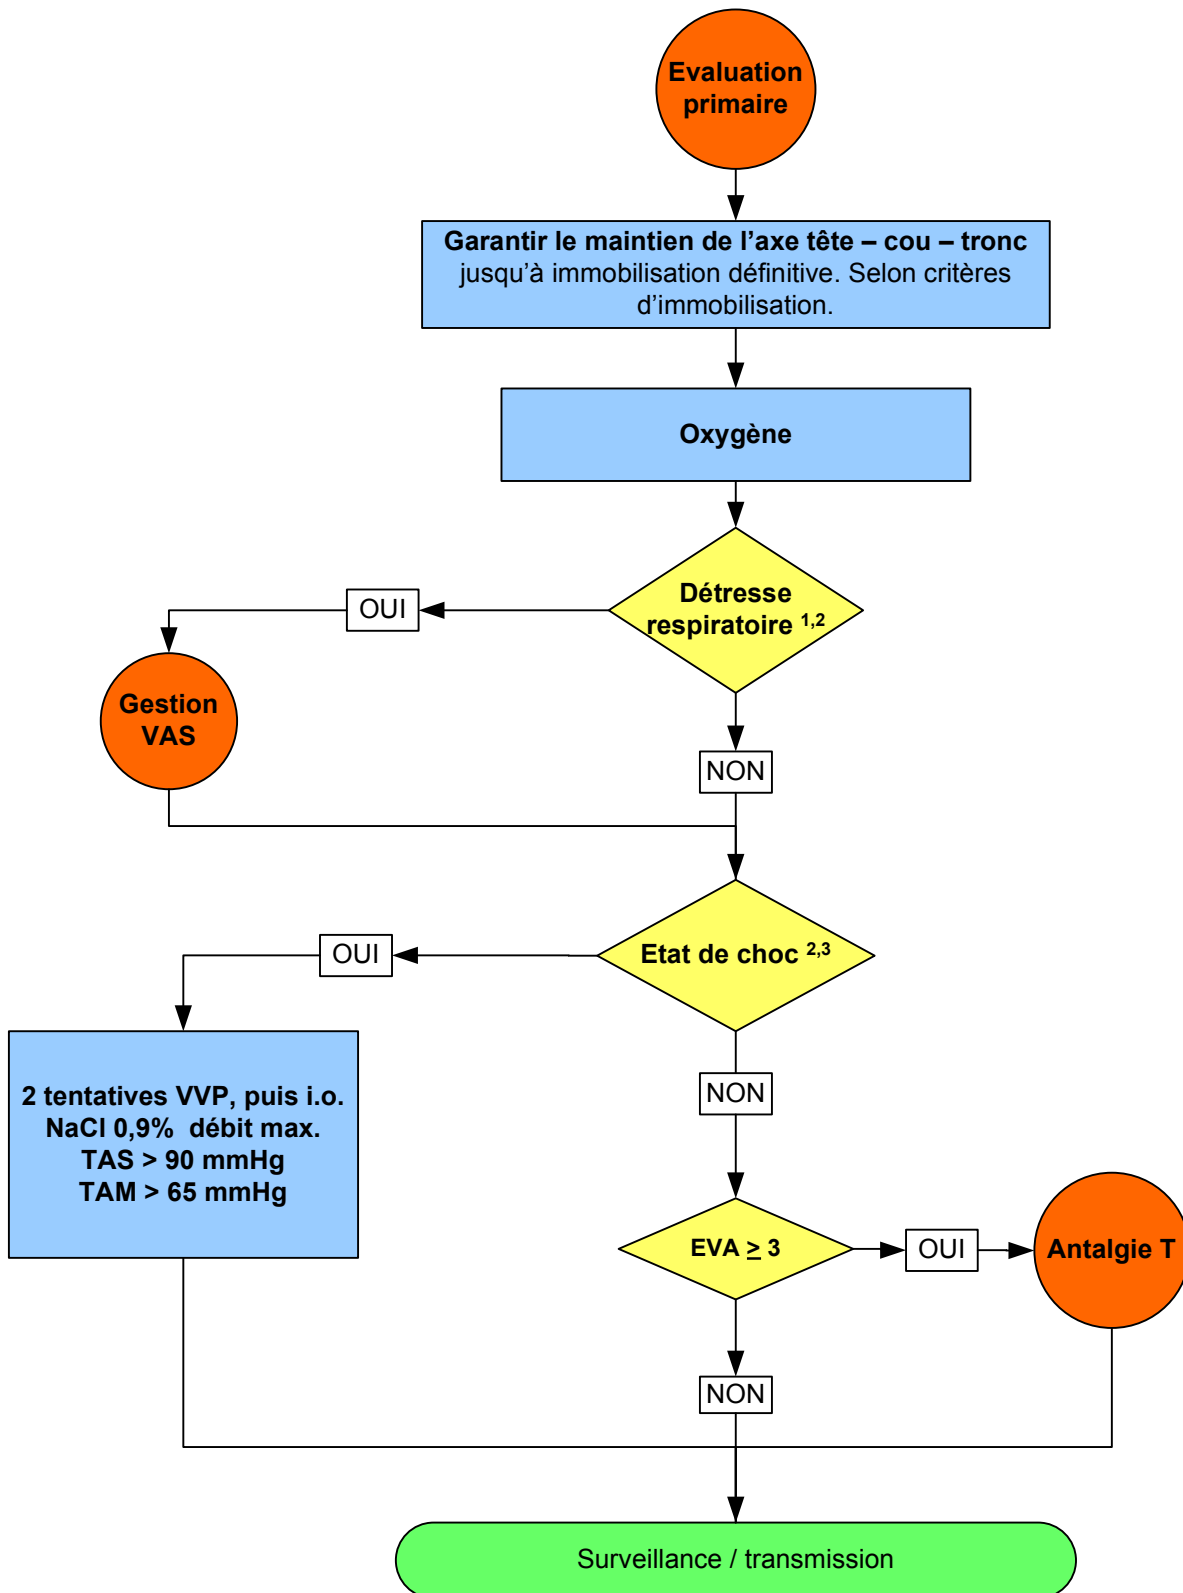 Evaluation
primaire
Garantir le maintien de l'axe tête – cou – tronc
jusqu'à immobilisation définitive. Selon critères
d'immobilisation.
Oxygène
Détresse
respiratoire 1,2
OUI
Gestion
VAS
NON
Etat de choc 2,3
OUI
2 tentatives VVP, puis i.o.
NaCl 0,9% débit max.
TAS > 90 mmHg
TAM > 65 mmHg
NON
EVA ≥ 3
OUI
Antalgie T
NON
Surveillance / transmission